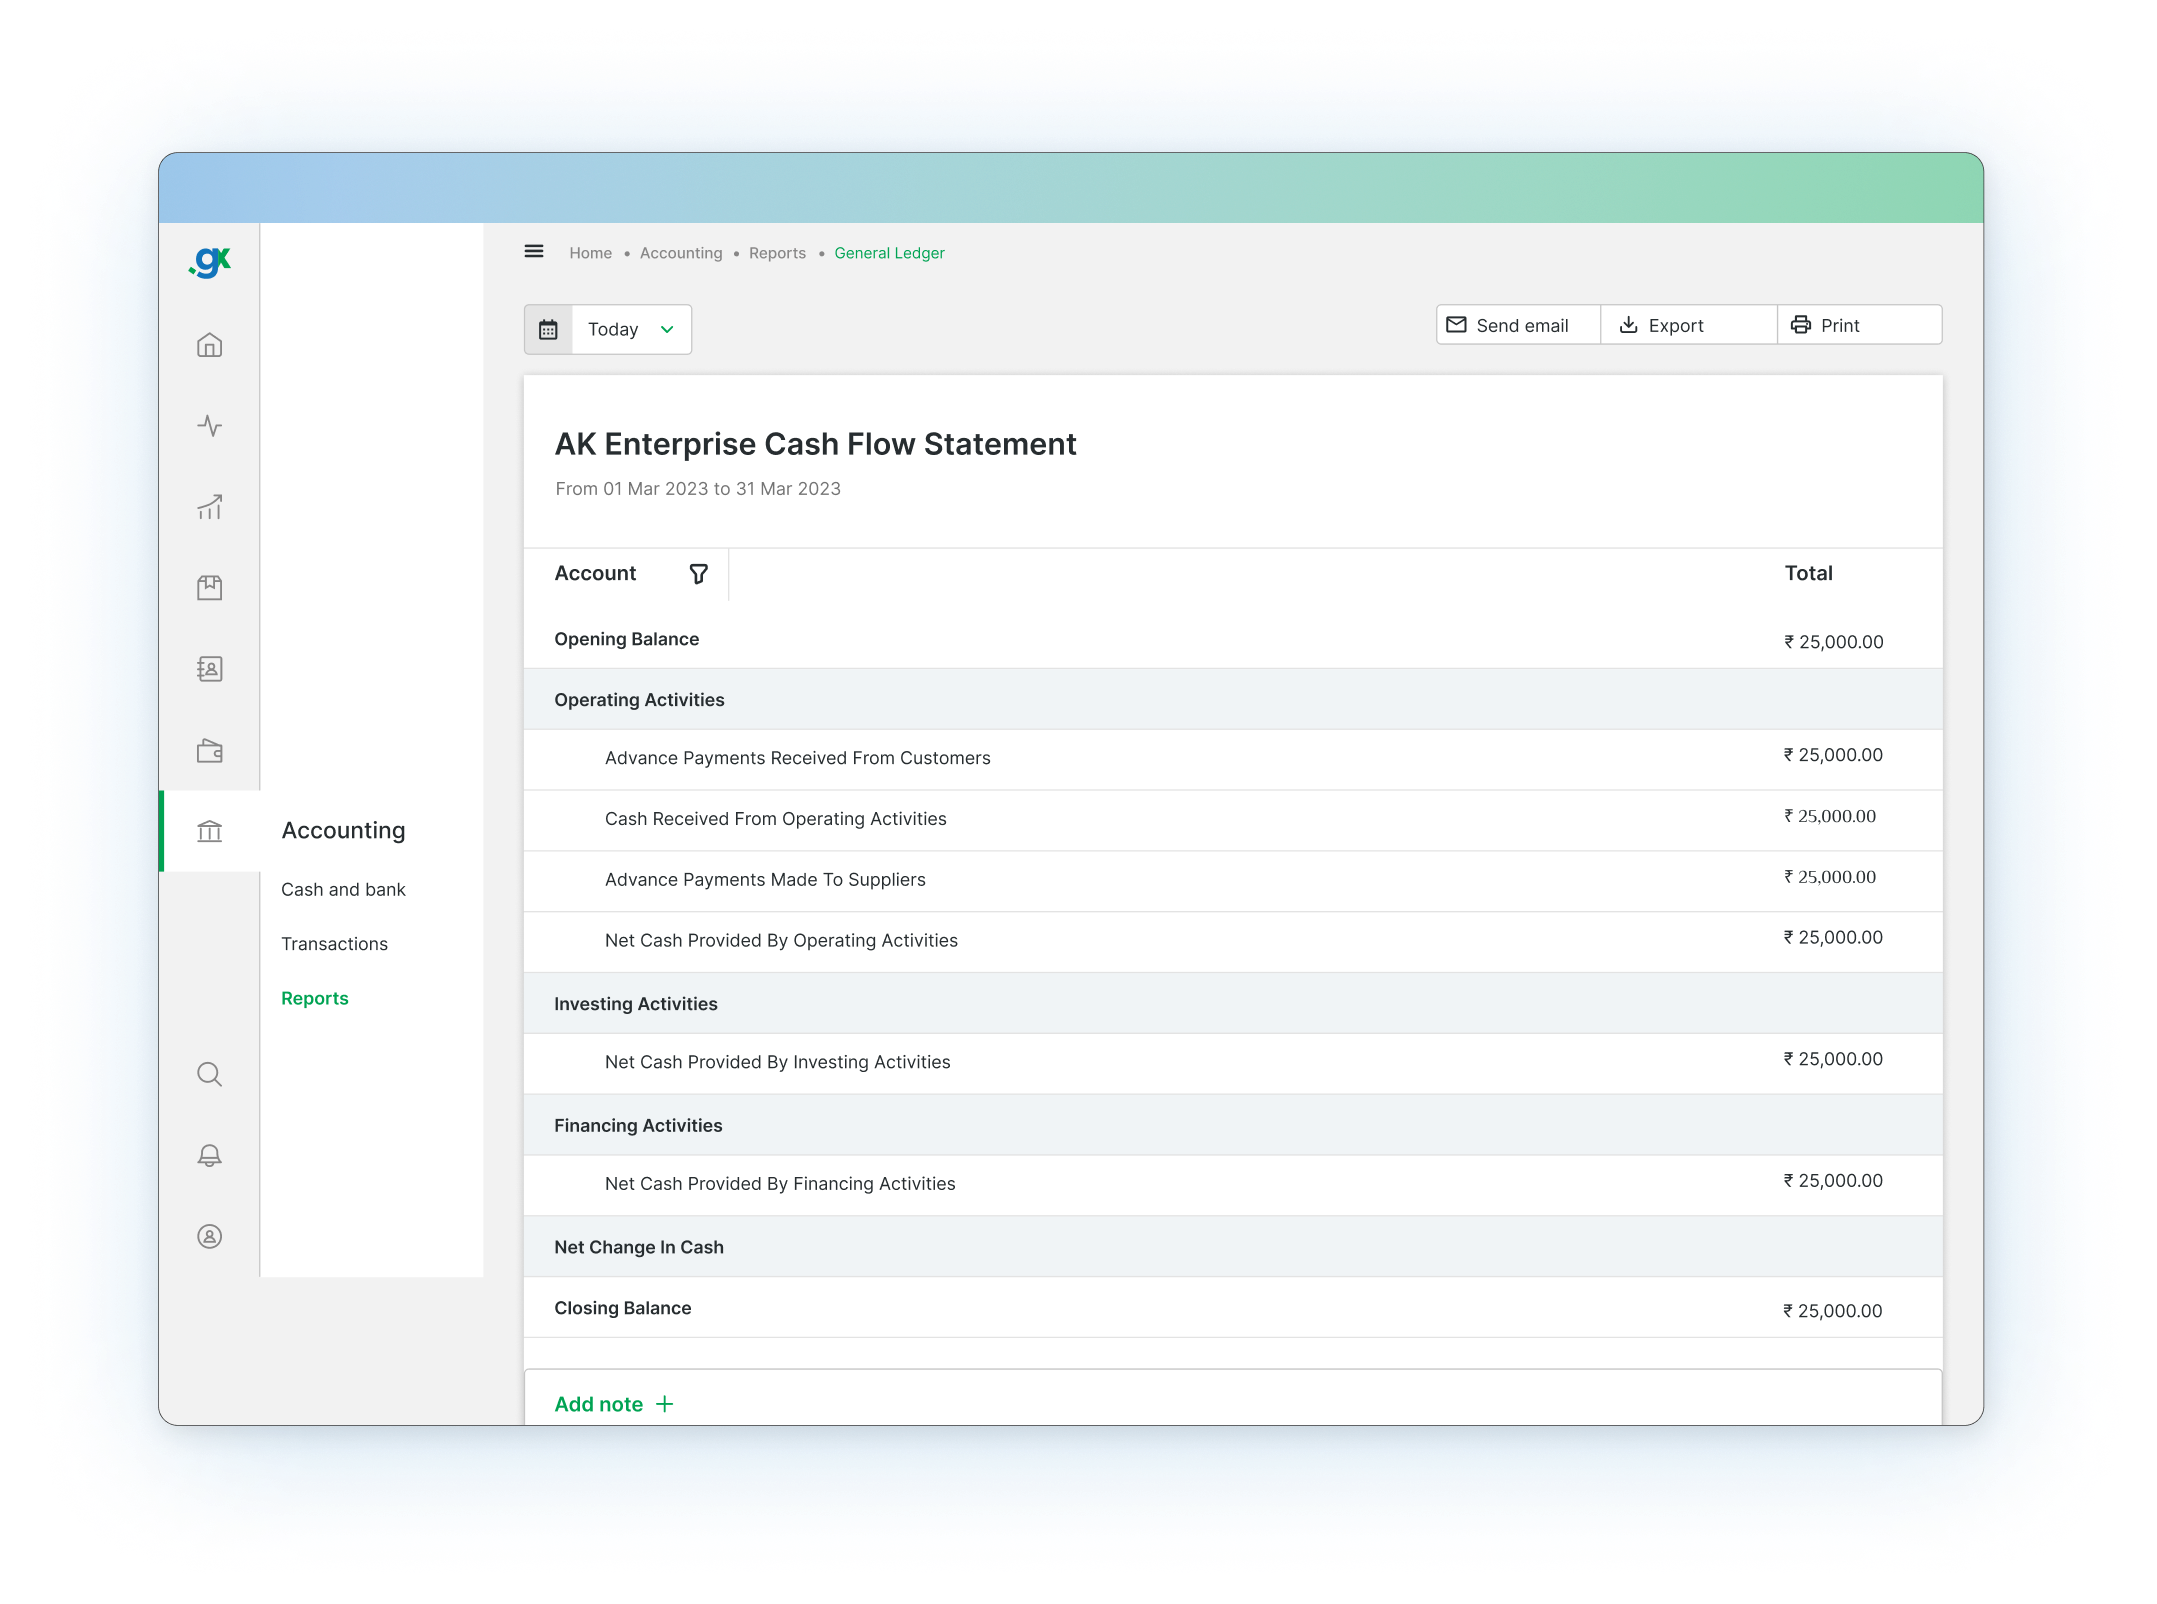 .gx
Home • Accounting • Reports • General Ledger
Today
Send email
Export
Print
AK Enterprise Cash Flow Statement
From 01 Mar 2023 to 31 Mar 2023
Account
Total
Opening Balance
₹ 25,000.00
Operating Activities
Advance Payments Received From Customers
₹ 25,000.00
Cash Received From Operating Activities
₹ 25,000.00
Advance Payments Made To Suppliers
₹ 25,000.00
Net Cash Provided By Operating Activities
₹ 25,000.00
Investing Activities
Net Cash Provided By Investing Activities
₹ 25,000.00
Financing Activities
Net Cash Provided By Financing Activities
₹ 25,000.00
Net Change In Cash
Closing Balance
₹ 25,000.00
Add note +
Accounting
Cash and bank
Transactions
Reports